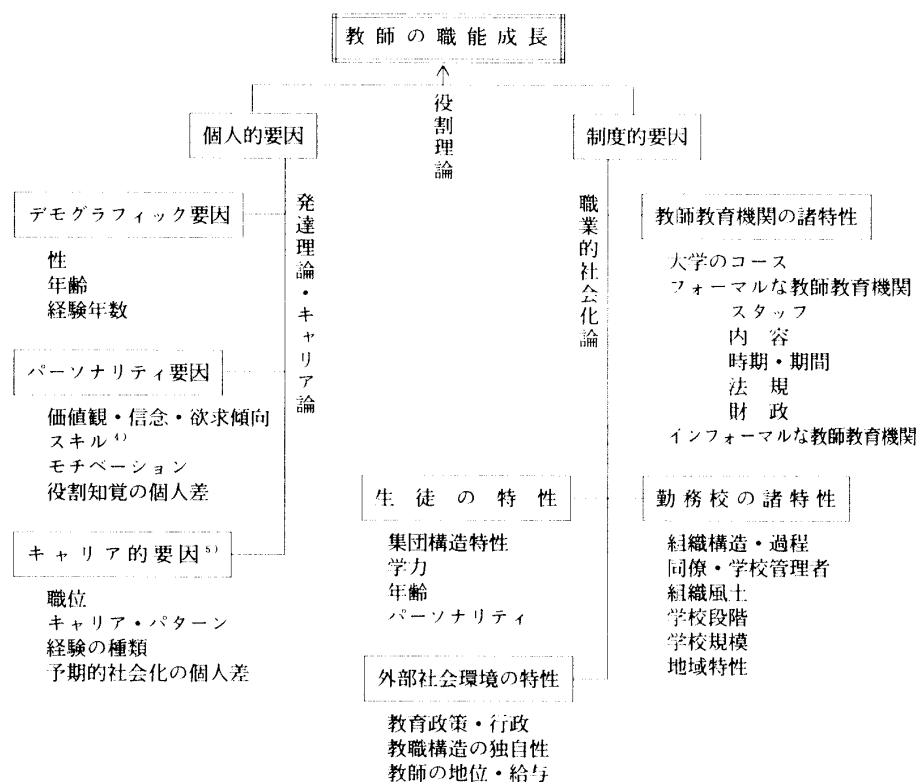 教師の職能成長
役割理論
個人的要因
制度的要因
発達理論・キャリア論
職業的社会化論
デモグラフィック要因
性
年齢
経験年数
パーソナリティ要因
価値観・信念・欲求傾向
スキル4)
モチベーション
役割知覚の個人差
キャリア的要因5)
職位
キャリア・パターン
経験の種類
予期的社会化の個人差
教師教育機関の諸特性
大学のコース
フォーマルな教師教育機関
スタッフ
内 容
時期・期間
法 規
財 政
インフォーマルな教師教育機関
生徒の特性
集団構造特性
学力
年齢
パーソナリティ
勤務校の諸特性
組織構造・過程
同僚・学校管理者
組織風土
学校段階
学校規模
地域特性
外部社会環境の特性
教育政策・行政
教職構造の独自性
教師の地位・給与